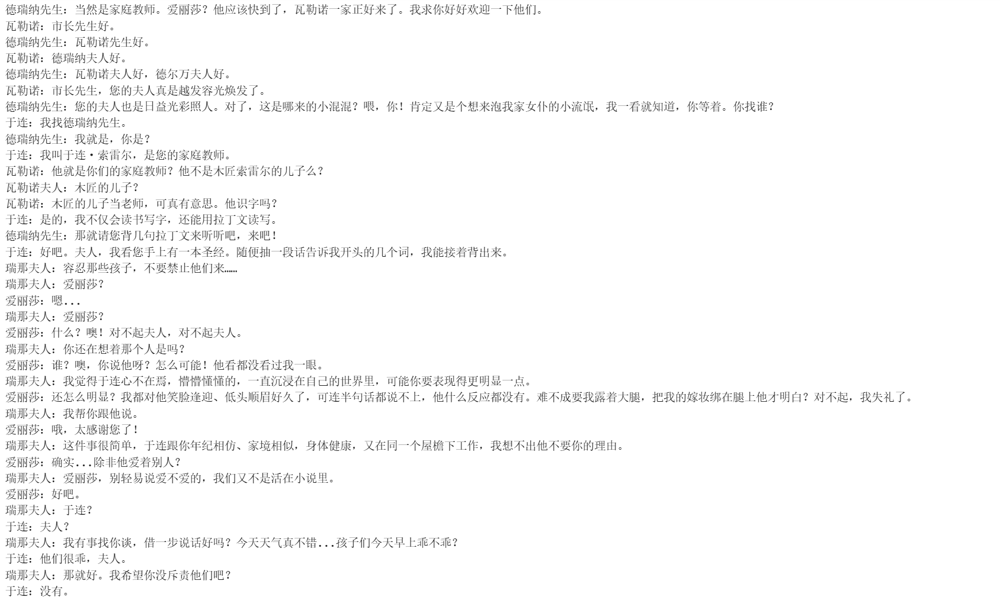 德瑞纳先生：当然是家庭教师。爱丽莎？他应该快到了，瓦勒诺一家正好来了。我求你好好欢迎一下他们。
瓦勒诺：市长先生好。
德瑞纳先生：瓦勒诺先生好。
瓦勒诺：德瑞纳夫人好。
德瑞纳先生：瓦勒诺夫人好，德尔万夫人好。
瓦勒诺：市长先生，您的夫人真是越发容光焕发了。
德瑞纳先生：您的夫人也是日益光彩照人。对了，这是哪来的小混混？喂，你！肯定又是个想来泡我家女仆的小流氓，我一看就知道，你等着。你找谁？
于连：我找德瑞纳先生。
德瑞纳先生：我就是，你是？
于连：我叫于连·索雷尔，是您的家庭教师。
瓦勒诺：他就是你们的家庭教师？他不是木匠索雷尔的儿子么？
瓦勒诺夫人：木匠的儿子？
瓦勒诺：木匠的儿子当老师，可真有意思。他识字吗？
于连：是的，我不仅会读书写字，还能用拉丁文读写。
德瑞纳先生：那就请您背几句拉丁文来听听吧，来吧！
于连：好吧。夫人，我看您手上有一本圣经。随便抽一段话告诉我开头的几个词，我能接着背出来。
瑞那夫人：容忍那些孩子，不要禁止他们来……
瑞那夫人：爱丽莎？
爱丽莎：嗯...
瑞那夫人：爱丽莎？
爱丽莎：什么？噢！对不起夫人，对不起夫人。
瑞那夫人：你还在想着那个人是吗？
爱丽莎：谁？噢，你说他呀？怎么可能！他看都没看过我一眼。
瑞那夫人：我觉得于连心不在焉，懵懵懂懂的，一直沉浸在自己的世界里，可能你要表现得更明显一点。
爱丽莎：还怎么明显？我都对他笑脸逢迎、低头顺眉好久了，可连半句话都说不上，他什么反应都没有。难不成要我露着大腿，把我的嫁妆绑在腿上他才明白？对不起，我失礼了。
瑞那夫人：我帮你跟他说。
爱丽莎：哦，太感谢您了！
瑞那夫人：这件事很简单，于连跟你年纪相仿、家境相似，身体健康，又在同一个屋檐下工作，我想不出他不要你的理由。
爱丽莎：确实...除非他爱着别人？
瑞那夫人：爱丽莎，别轻易说爱不爱的，我们又不是活在小说里。
爱丽莎：好吧。
瑞那夫人：于连？
于连：夫人？
瑞那夫人：我有事找你谈，借一步说话好吗？今天天气真不错...孩子们今天早上乖不乖？
于连：他们很乖，夫人。
瑞那夫人：那就好。我希望你没斥责他们吧？
于连：没有。